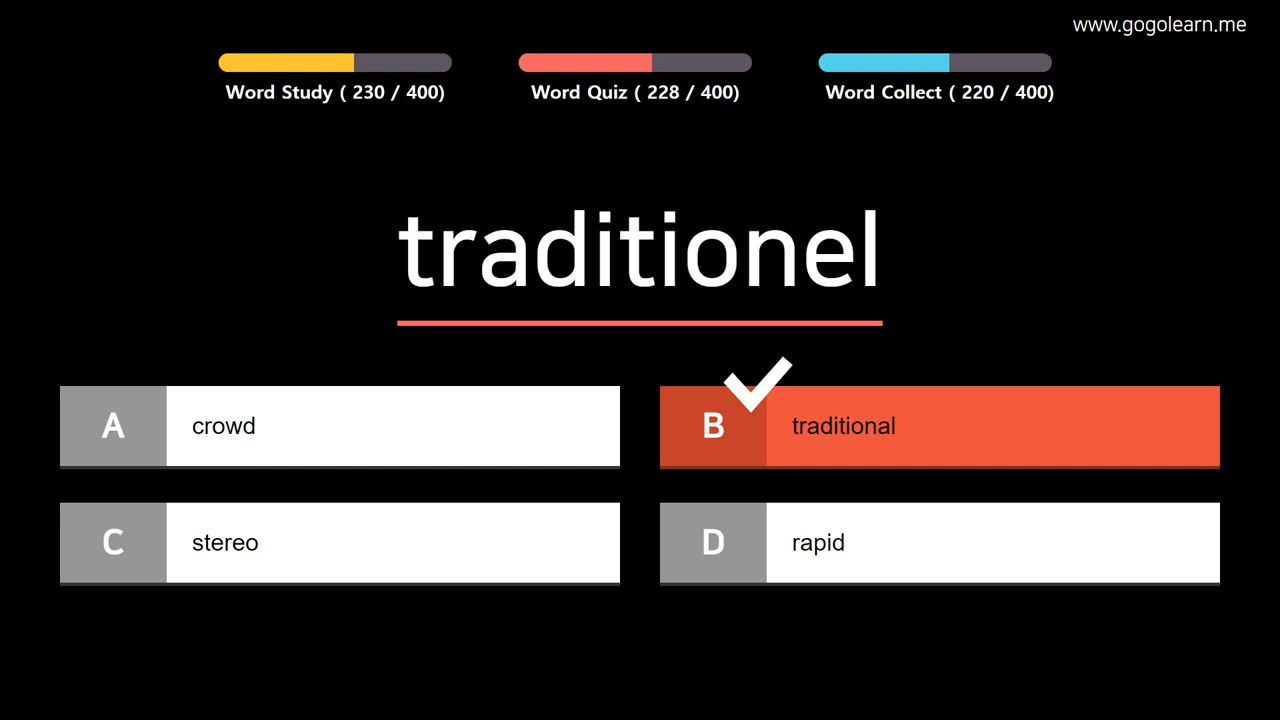 www.gogolearn.me
Word Study ( 230 / 400)
Word Quiz ( 228 / 400)
Word Collect ( 220 / 400)
traditionel
A crowd
B traditional
C stereo
D rapid